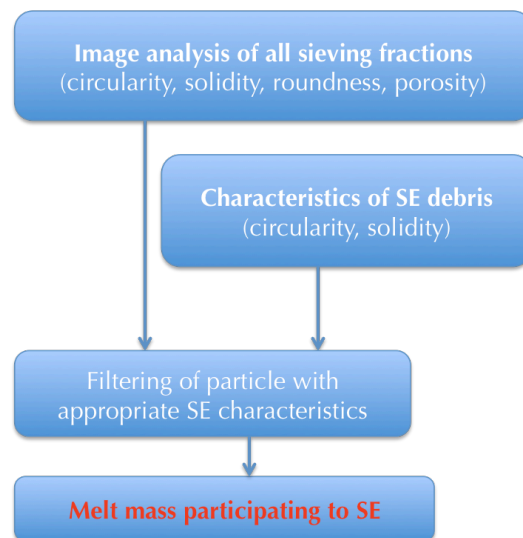 Image analysis of all sieving fractions
(circularity, solidity, roundness, porosity)
Characteristics of SE debris
(circularity, solidity)
Filtering of particle with
appropriate SE characteristics
Melt mass participating to SE